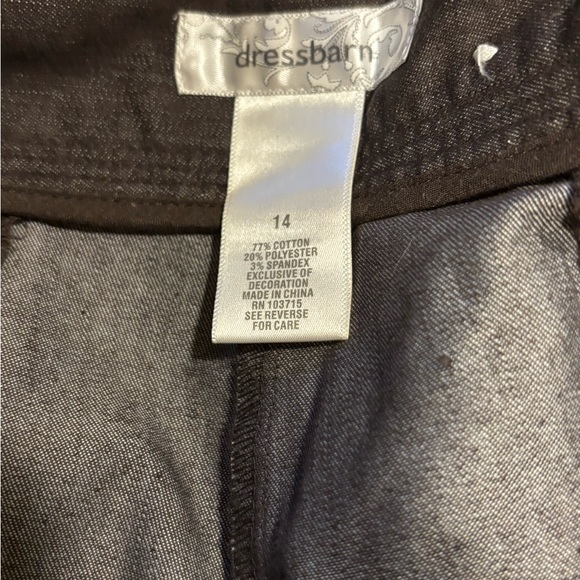 dressbarn
14
77% COTTON
20% POLYESTER
3% SPANDEX
EXCLUSIVE OF
DECORATION
MADE IN CHINA
RN 103715
SEE REVERSE
FOR CARE